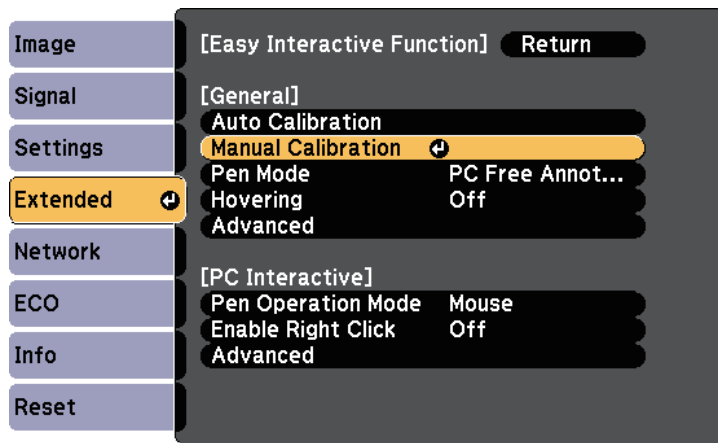 Image
Signal
Settings
Extended
Network
ECO
Info
Reset
[Easy Interactive Function] Return
[General]
Auto Calibration
Manual Calibration
Pen Mode PC Free Annot...
Hovering Off
Advanced
[PC Interactive]
Pen Operation Mode Mouse
Enable Right Click Off
Advanced